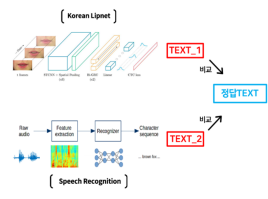 Korean Lipnet
TEXT_1
비교
정답TEXT
비교
TEXT_2
Raw
audio
Feature
extraction
Recognizer
Character
sequence
Speech Recognition